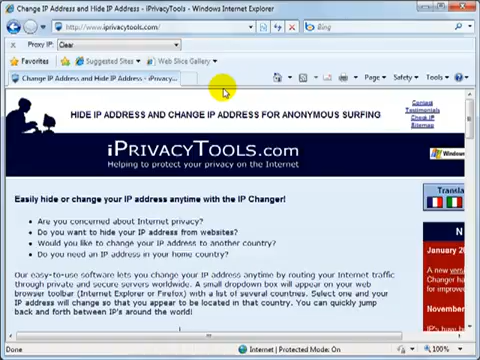 Change IP Address and Hide IP Address - iPrivacyTools - Windows Internet Explorer
http://www.iprivacytools.com/
Bing
x Proxy IP: Clear
Favorites Suggested Sites Web Slice Gallery
Change IP Address and Hide IP Address - iPrivacy...
Page Safety Tools
HIDE IP ADDRESS AND CHANGE IP ADDRESS FOR ANONYMOUS SURFING
Contact
Testimonials
Check IP
Sitemap
iPRIVACYTOOLS.COM
Helping to protect your privacy on the Internet
Windows
Easily hide or change your IP address anytime with the IP Changer!
Transla
• Are you concerned about Internet privacy?
• Do you want to hide your IP address from websites?
• Would you like to change your IP address to another country?
• Do you need an IP address in your home country?
N
January 20
A new vers
Changer ha
for improve
Our easy-to-use software lets you change your IP address anytime by routing your Internet traffic
through private and secure servers worldwide. A small dropbox will appear on your web
browser toolbar (Internet Explorer or Firefox) with a list of several countries. Select one and your
IP address will change so that you appear to be located in that country. You can quickly jump
back and forth between IP's around the world!
November
IP's have b
Done
Internet | Protected Mode: On
100%